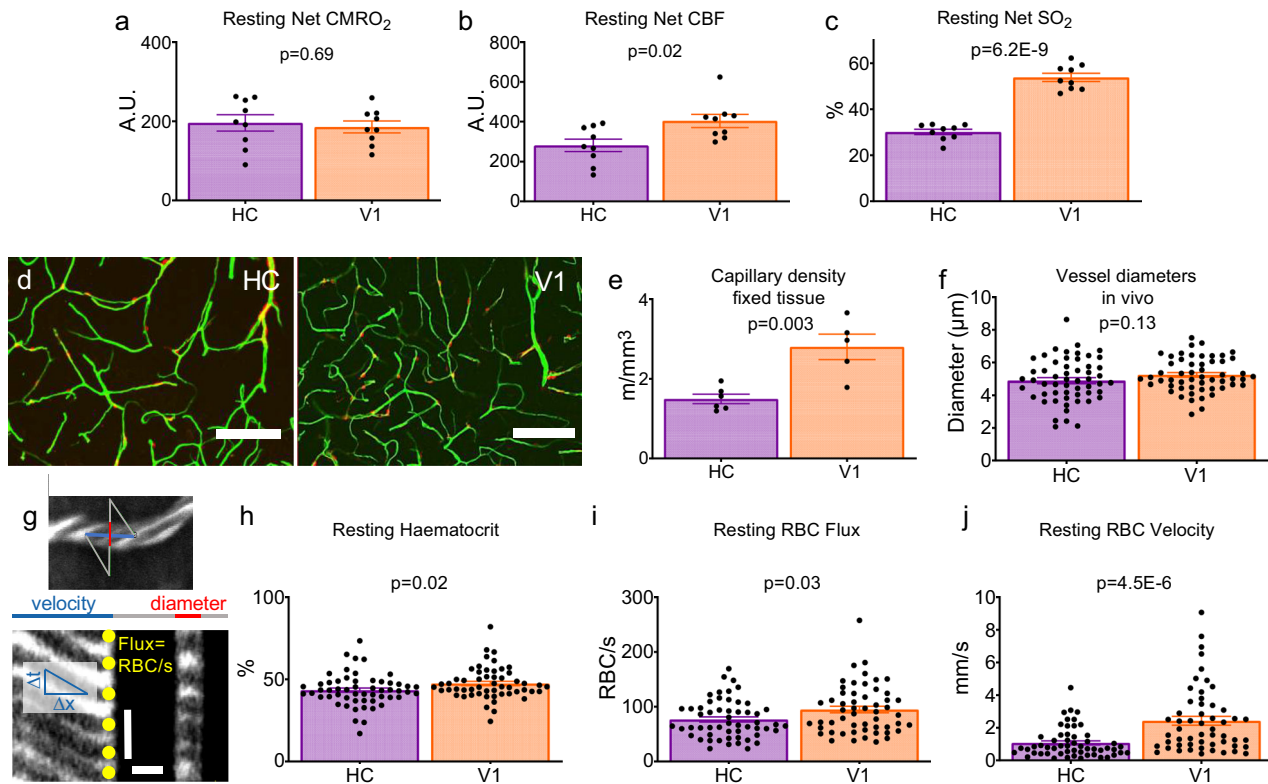 a
Resting Net CMRO₂
p=0.69
A.U.
400
200
0
HC
V1
b
Resting Net CBF
p=0.02
A.U.
800
600
400
200
0
HC
V1
c
Resting Net SO₂
p=6.2E-9
%
60
40
20
0
HC
V1
d
HC
V1
e
Capillary density
fixed tissue
p=0.003
m/mm³
4
2
0
HC
V1
f
Vessel diameters
in vivo
p=0.13
Diameter (µm)
10
8
6
4
2
0
HC
V1
g
velocity
diameter
Flux=
RBC/s
Δt
Δx
h
Resting Haematocrit
p=0.02
%
100
50
0
HC
V1
i
Resting RBC Flux
p=0.03
RBC/s
300
200
100
0
HC
V1
j
Resting RBC Velocity
p=4.5E-6
mm/s
10
8
6
4
2
0
HC
V1